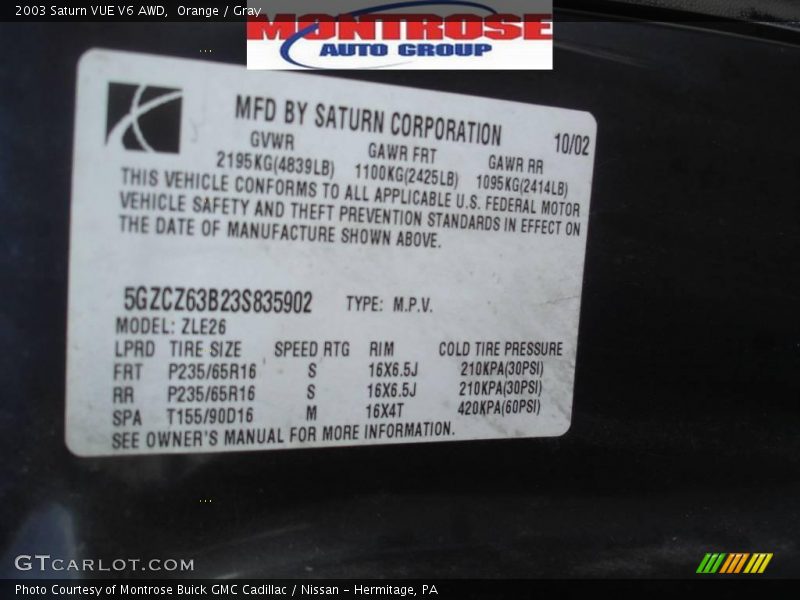 2003 Saturn VUE V6 AWD, Orange / Gray
MONTROSE
AUTO GROUP
MFD BY SATURN CORPORATION 10/02
GVWR GAWR FRT GAWR RR
2195KG(4839LB) 1100KG(2425LB) 1095KG(2414LB)
THIS VEHICLE CONFORMS TO ALL APPLICABLE U.S. FEDERAL MOTOR
VEHICLE SAFETY AND THEFT PREVENTION STANDARDS IN EFFECT ON
THE DATE OF MANUFACTURE SHOWN ABOVE.
5GZCZ63B23S835902 TYPE: M.P.V.
MODEL: ZLE26
LPRD TIRE SIZE SPEED RTG RIM COLD TIRE PRESSURE
FRT P235/65R16 S 16X6.5J 210KPA(30PSI)
RR P235/65R16 S 16X6.5J 210KPA(30PSI)
SPA T155/90D16 M 16X4T 420KPA(60PSI)
SEE OWNER'S MANUAL FOR MORE INFORMATION.
GTCARLOT.COM
Photo Courtesy of Montrose Buick GMC Cadillac / Nissan - Hermitage, PA